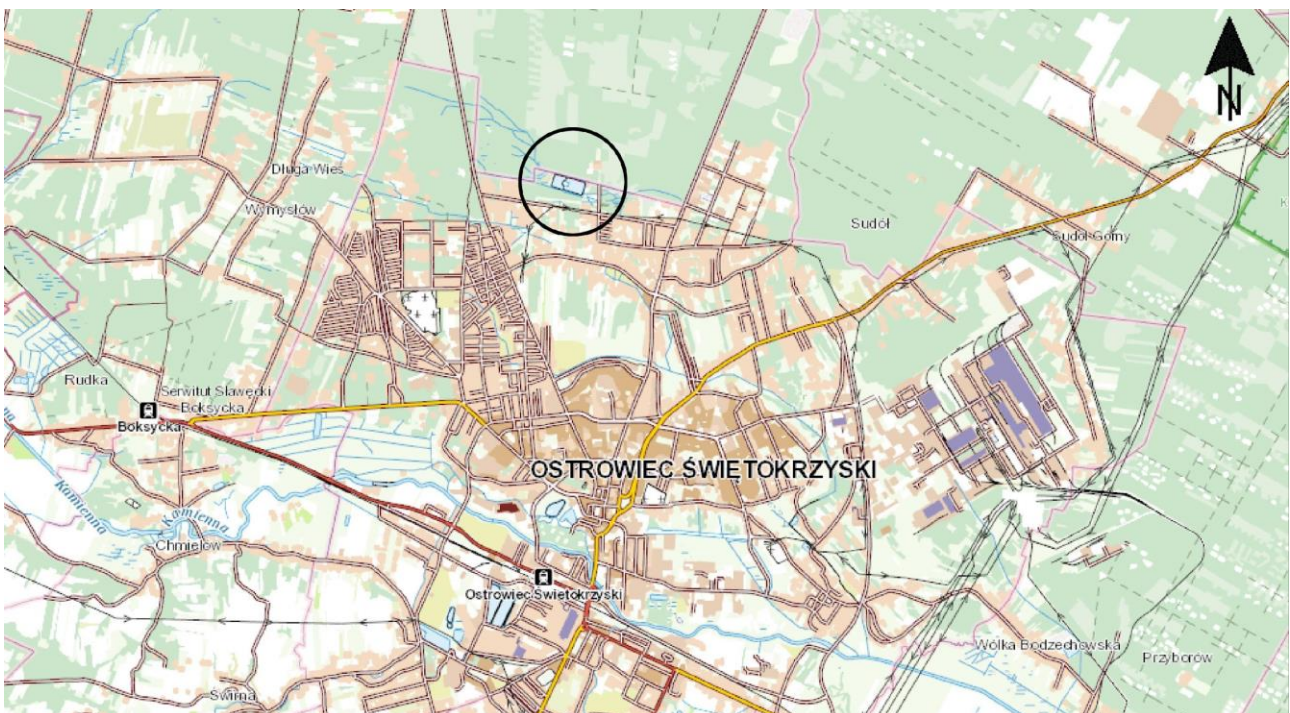 N
Długa Wieś
Wymysłów
Sudół
Sudół Górny
Rudka
Serwitut Sławęcki
Boksycka
Boksycka
OSTROWIEC ŚWIĘTOKRZYSKI
Kamienna
Kamienna
Chmielów
Ostrowiec Świętokrzyski
Wólka Bodzechowska
Przyborów
Świrna